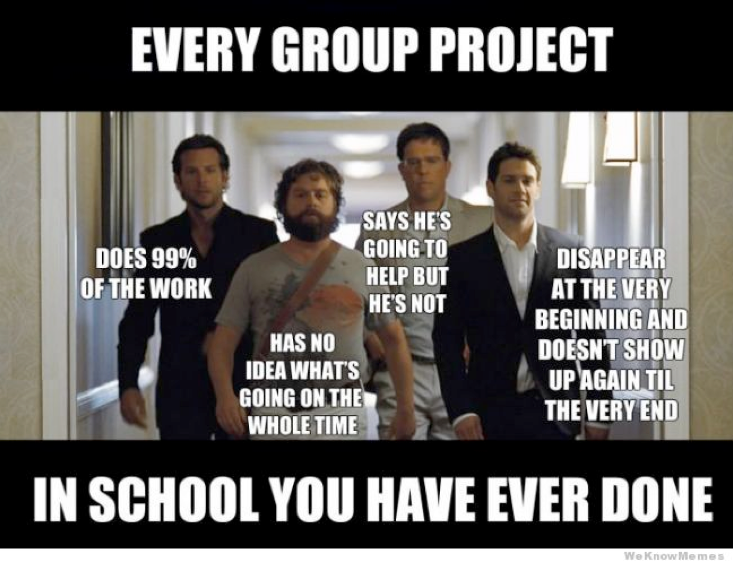 EVERY GROUP PROJECT
DOES 99%
OF THE WORK
HAS NO
IDEA WHAT'S
GOING ON THE
WHOLE TIME
SAYS HE'S
GOING TO
HELP BUT
HE'S NOT
DISAPPEAR
AT THE VERY
BEGINNING AND
DOESN'T SHOW
UP AGAIN TIL
THE VERY END
IN SCHOOL YOU HAVE EVER DONE
WeKnowMemes